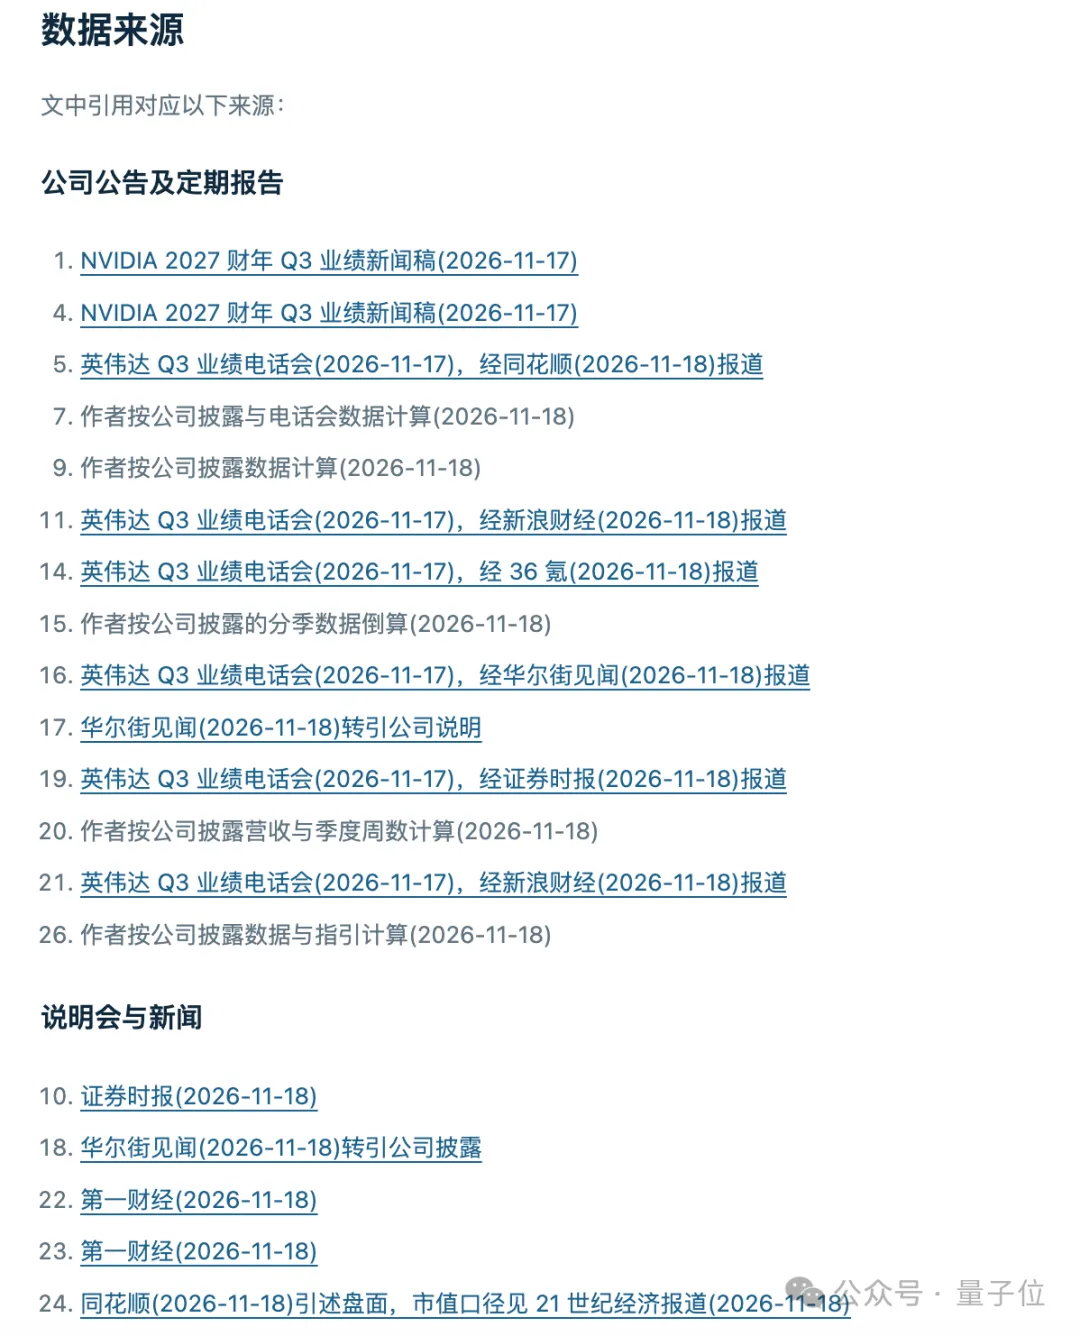 数据来源
文中引用对应以下来源：
公司公告及定期报告
1. NVIDIA 2027 财年 Q3 业绩新闻稿(2026-11-17)
4. NVIDIA 2027 财年 Q3 业绩新闻稿(2026-11-17)
5. 英伟达 Q3 业绩电话会(2026-11-17)，经同花顺(2026-11-18)报道
7. 作者按公司披露与电话会数据计算(2026-11-18)
9. 作者按公司披露数据计算(2026-11-18)
11. 英伟达 Q3 业绩电话会(2026-11-17)，经新浪财经(2026-11-18)报道
14. 英伟达 Q3 业绩电话会(2026-11-17)，经 36 氪(2026-11-18)报道
15. 作者按公司披露的分季数据倒算(2026-11-18)
16. 英伟达 Q3 业绩电话会(2026-11-17)，经华尔街见闻(2026-11-18)报道
17. 华尔街见闻(2026-11-18)转引公司说明
19. 英伟达 Q3 业绩电话会(2026-11-17)，经证券时报(2026-11-18)报道
20. 作者按公司披露营收与季度周数计算(2026-11-18)
21. 英伟达 Q3 业绩电话会(2026-11-17)，经新浪财经(2026-11-18)报道
26. 作者按公司披露数据与指引计算(2026-11-18)
说明会与新闻
10. 证券时报(2026-11-18)
18. 华尔街见闻(2026-11-18)转引公司披露
22. 第一财经(2026-11-18)
23. 第一财经(2026-11-18)
24. 同花顺(2026-11-18)引述盘面，市值口径见 21 世纪经济报道(2026-11-18)
公众号 · 量子位